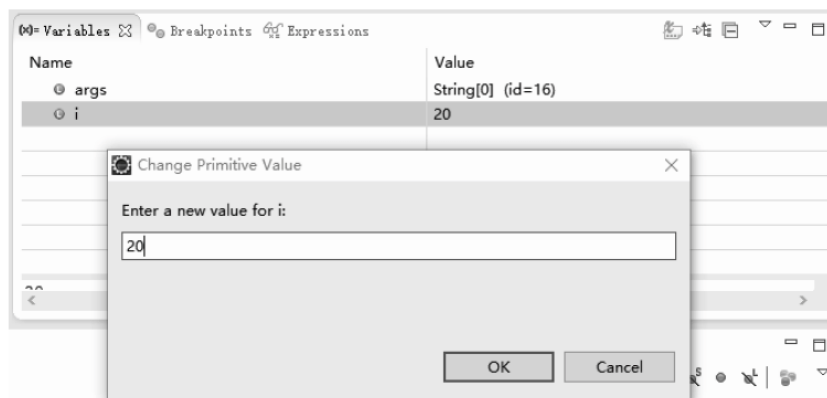 (x)= Variables Breakpoints Expressions
Name Value
args String[0] (id=16)
i 20
Change Primitive Value
Enter a new value for i:
20
OK Cancel